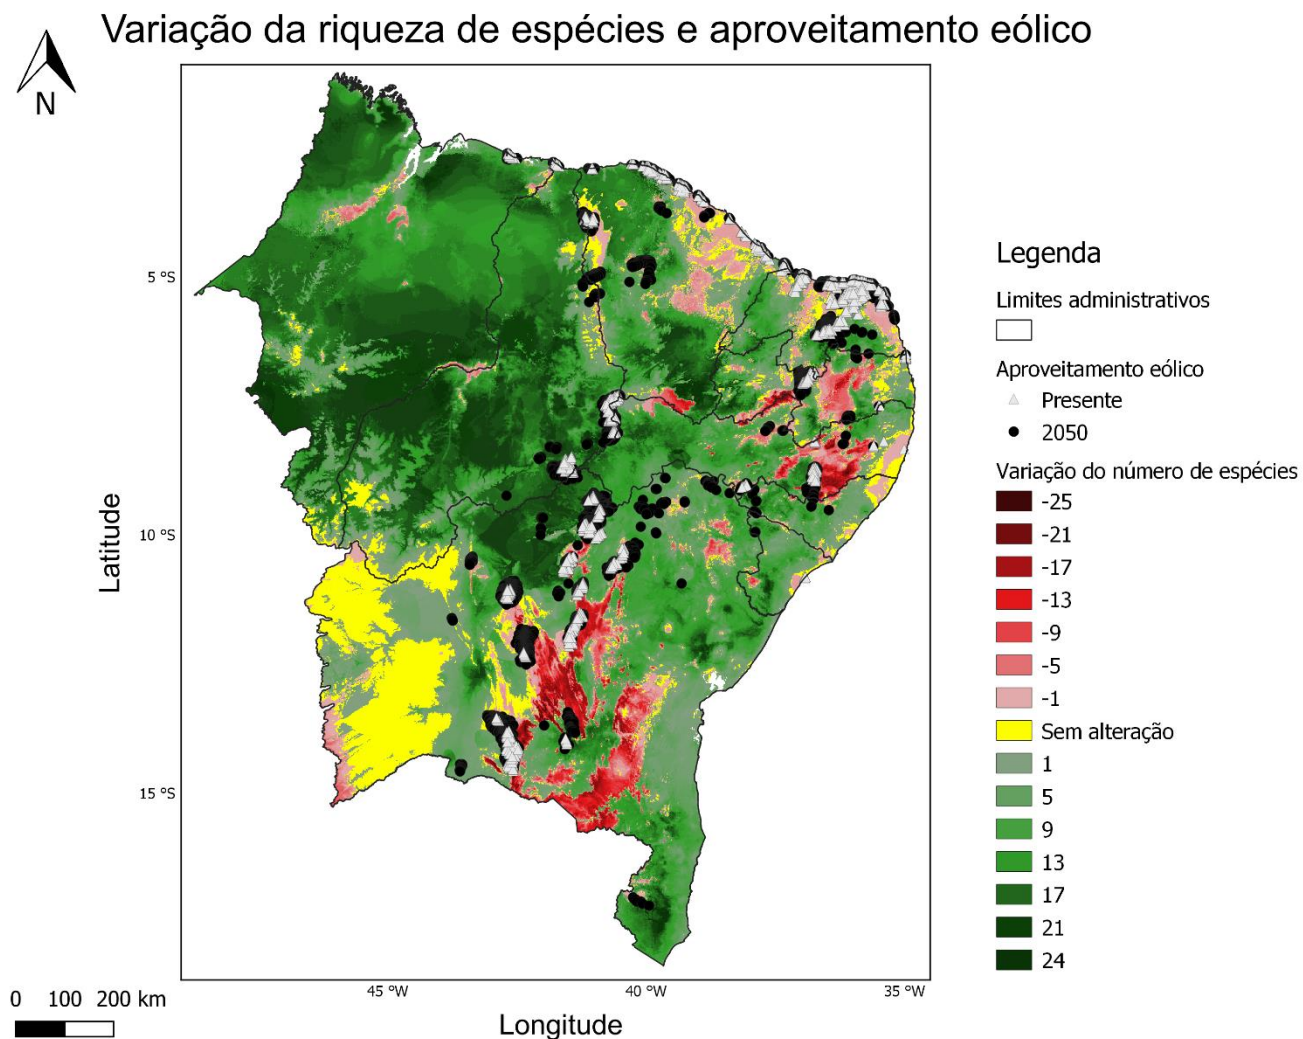 Variação da riqueza de espécies e aproveitamento eólico
N
5 °S
10 °S
15 °S
Latitude
45 °W
40 °W
35 °W
Longitude
0 100 200 km
Legenda
Limites administrativos
Aproveitamento eólico
Presente
2050
Variação do número de espécies
-25
-21
-17
-13
-9
-5
-1
Sem alteração
1
5
9
13
17
21
24